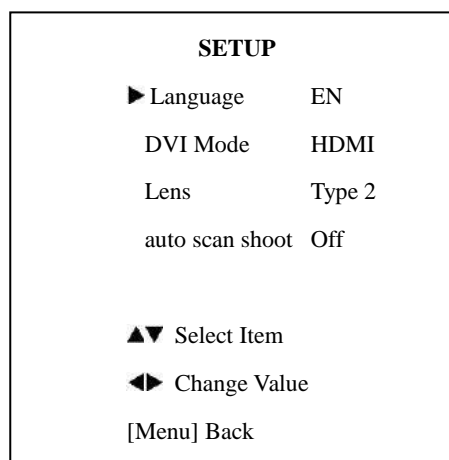 SETUP
▶ Language EN
DVI Mode HDMI
Lens Type 2
auto scan shoot Off
▲▼ Select Item
◀▶ Change Value
[Menu] Back